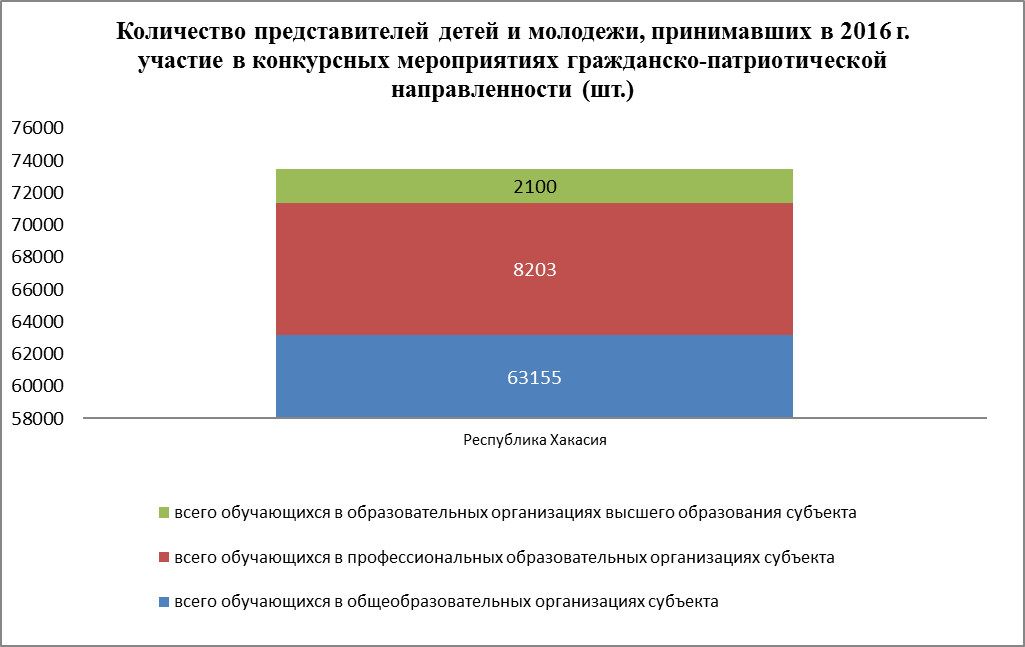 Количество представителей детей и молодежи, принимавших в 2016 г.
участие в конкурсных мероприятиях гражданско-патриотической
направленности (шт.)
76000
74000
72000
70000
68000
66000
64000
62000
60000
58000
2100
8203
63155
Республика Хакасия
всего обучающихся в образовательных организациях высшего образования субъекта
всего обучающихся в профессиональных образовательных организациях субъекта
всего обучающихся в общеобразовательных организациях субъекта